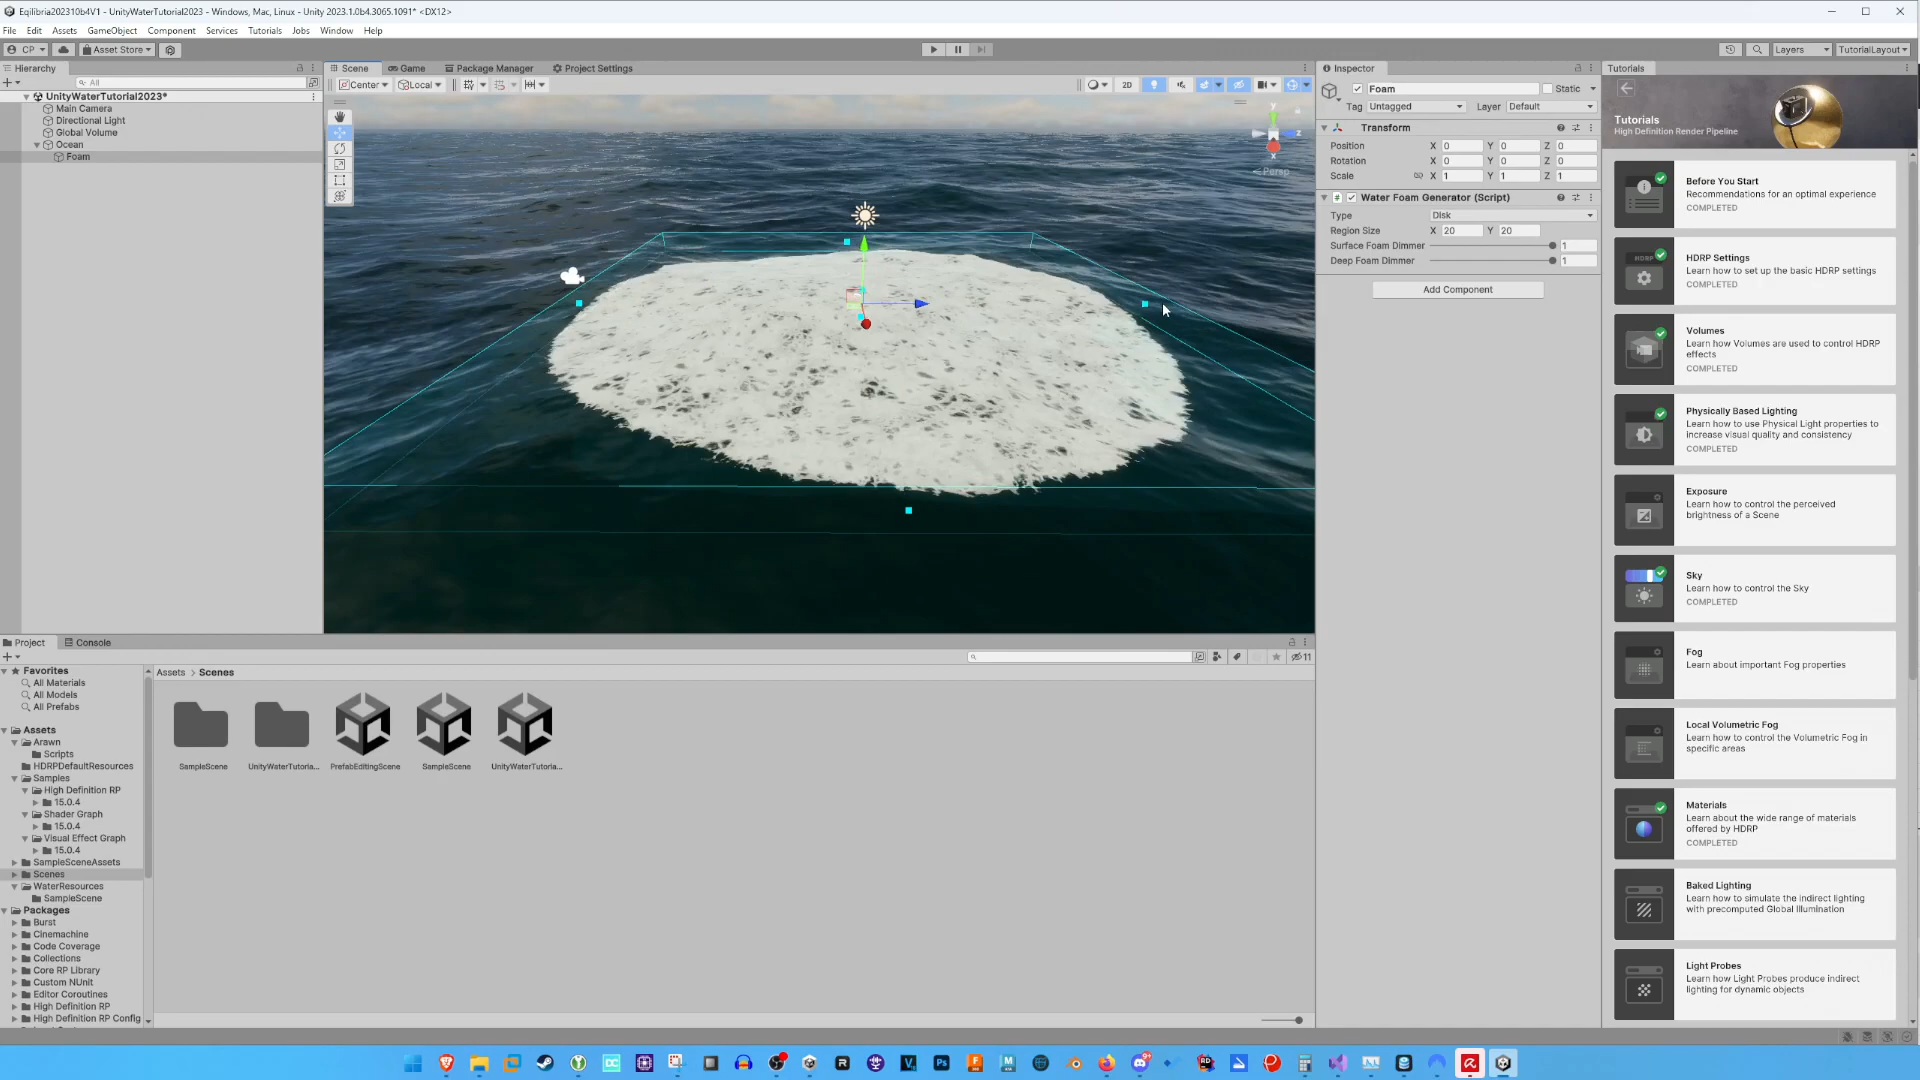 Eqilibria202310b4V1 - UnityWaterTutorial2023 - Windows, Mac, Linux - Unity 2023.1.0b4.3065.1091* <DX12>
File Edit Assets GameObject Component Services Tutorials Jobs Window Help
CP Asset Store Layers TutorialLayout
Hierarchy
All
UnityWaterTutorial2023*
Main Camera
Directional Light
Global Volume
Ocean
Foam
Scene Game Package Manager Project Settings
Center Local 2D
y
z
x
Persp
Inspector
Foam Static
Tag Untagged Layer Default
Transform
Position X 0 Y 0 Z 0
Rotation X 0 Y 0 Z 0
Scale X 1 Y 1 Z 1
# Water Foam Generator (Script)
Type Disk
Region Size X 20 Y 20
Surface Foam Dimmer 1
Deep Foam Dimmer 1
Add Component
Tutorials
Tutorials
High Definition Render Pipeline
Before You Start
Recommendations for an optimal experience
COMPLETED
HDRP
HDRP Settings
Learn how to set up the basic HDRP settings
COMPLETED
Volumes
Learn how Volumes are used to control HDRP
effects
COMPLETED
Physically Based Lighting
Learn how to use Physical Light properties to
increase visual quality and consistency
COMPLETED
Exposure
Learn how to control the perceived
brightness of a Scene
Sky
Learn how to control the Sky
COMPLETED
Fog
Learn about important Fog properties
Local Volumetric Fog
Learn how to control the Volumetric Fog in
specific areas
Materials
Learn about the wide range of materials
offered by HDRP
COMPLETED
Baked Lighting
Learn how to simulate the indirect lighting
with precomputed Global Illumination
Light Probes
Learn how Light Probes produce indirect
lighting for dynamic objects
Project Console
11
Favorites
All Materials
All Models
All Prefabs
Assets
Arawn
Scripts
HDRPDefaultResources
Samples
High Definition RP
15.0.4
Shader Graph
15.0.4
Visual Effect Graph
15.0.4
SampleSceneAssets
Scenes
WaterResources
SampleScene
Packages
Burst
Cinemachine
Code Coverage
Collections
Core RP Library
Custom NUnit
Editor Coroutines
High Definition RP
High Definition RP Config
Assets > Scenes
SampleScene UnityWaterTutoria... PrefabEditingScene SampleScene UnityWaterTutoria...